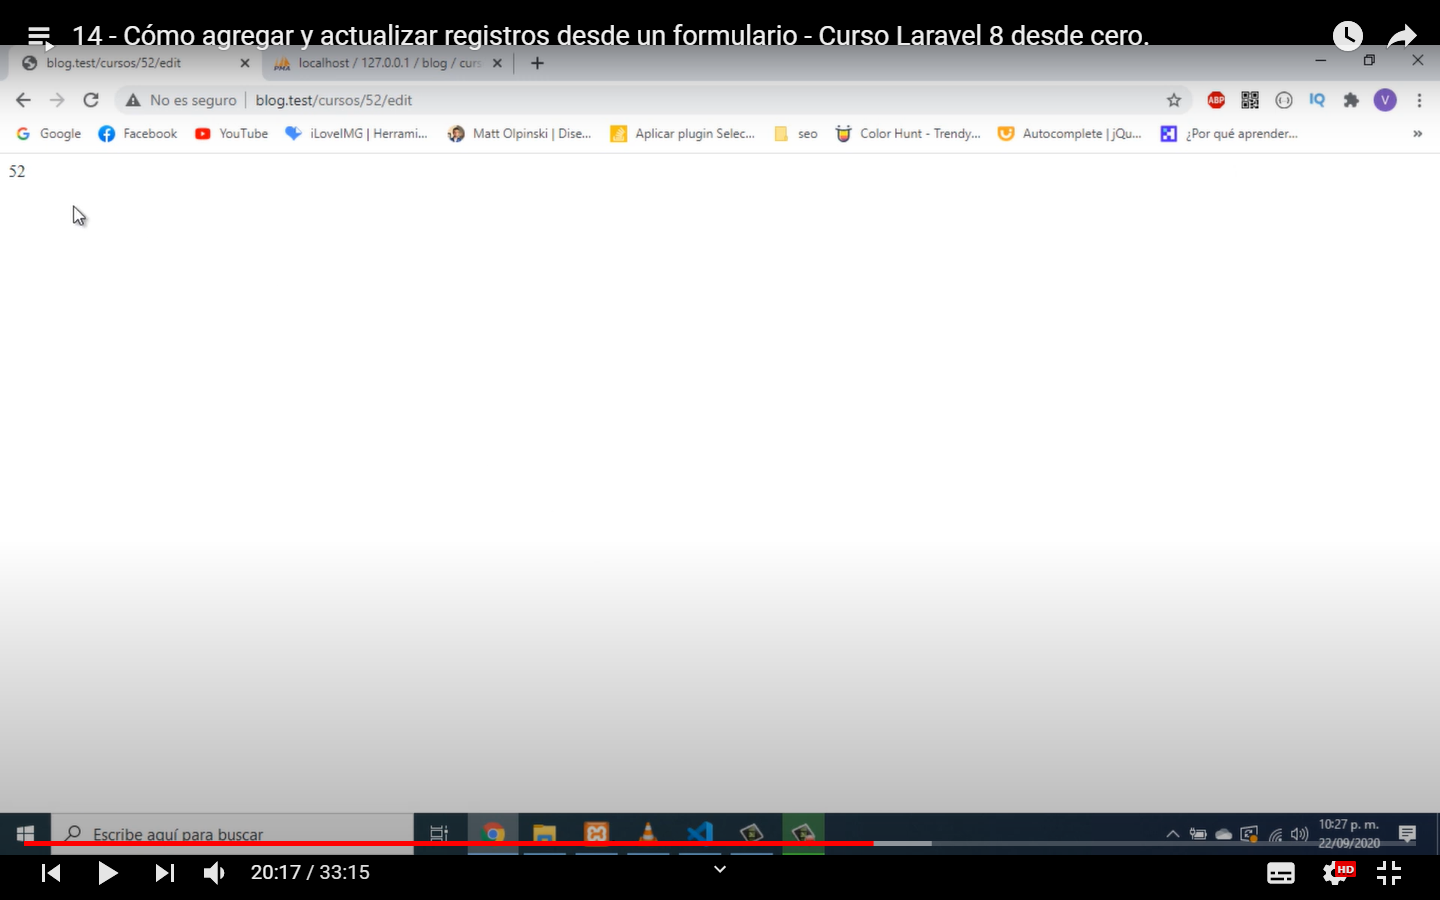 14 - Cómo agregar y actualizar registros desde un formulario - Curso Laravel 8 desde cero.
blog.test/cursos/52/edit
localhost / 127.0.0.1 / blog / curs
No es seguro
blog.test/cursos/52/edit
ABP
IQ
V
Google
Facebook
YouTube
iLoveIMG | Herrami...
Matt Olpinski | Dise...
Aplicar plugin Selec...
seo
Color Hunt - Trendy...
Autocomplete | jQu...
¿Por qué aprender...
»
52
Escribe aquí para buscar
10:27 p. m.
22/09/2020
20:17 / 33:15
HD